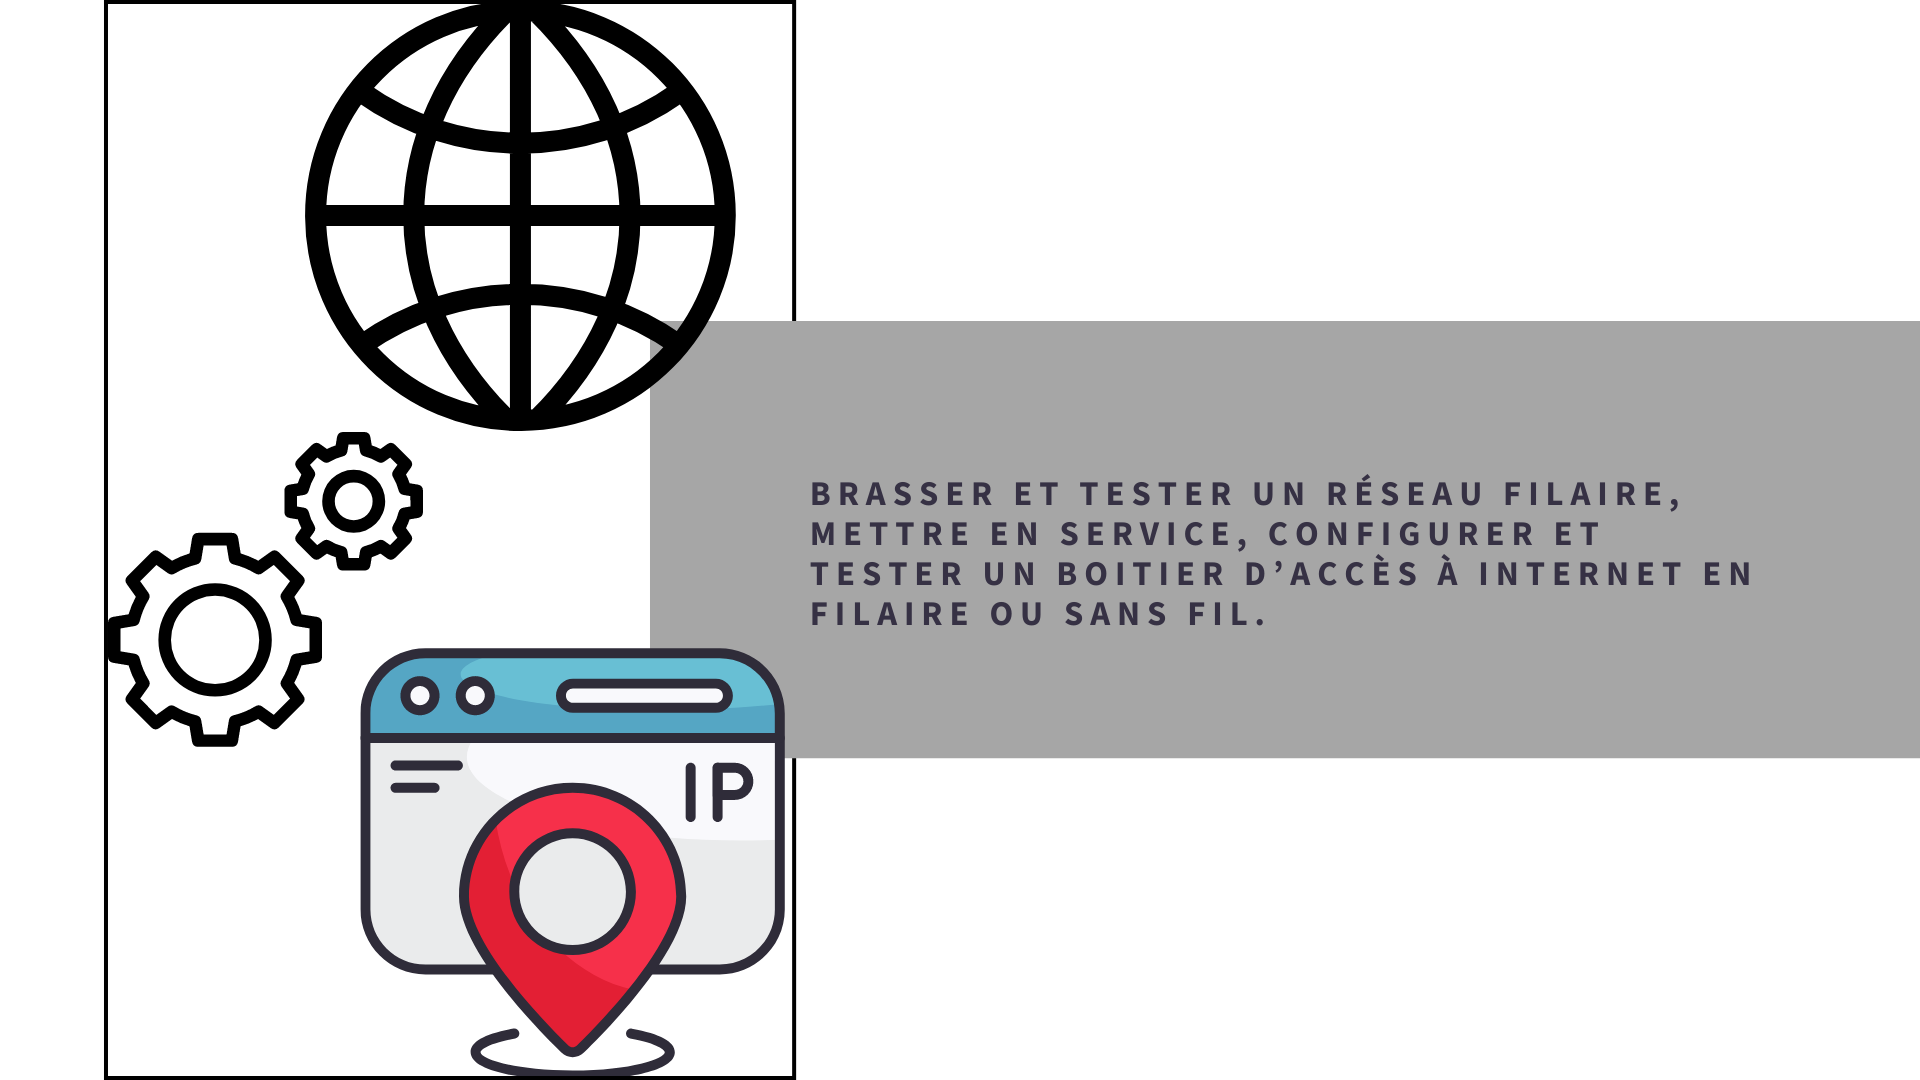 BRASSER ET TESTER UN RÉSEAU FILAIRE,
METTRE EN SERVICE, CONFIGURER ET
TESTER UN BOITIER D’ACCÈS À INTERNET EN
FILAIRE OU SANS FIL.
IP